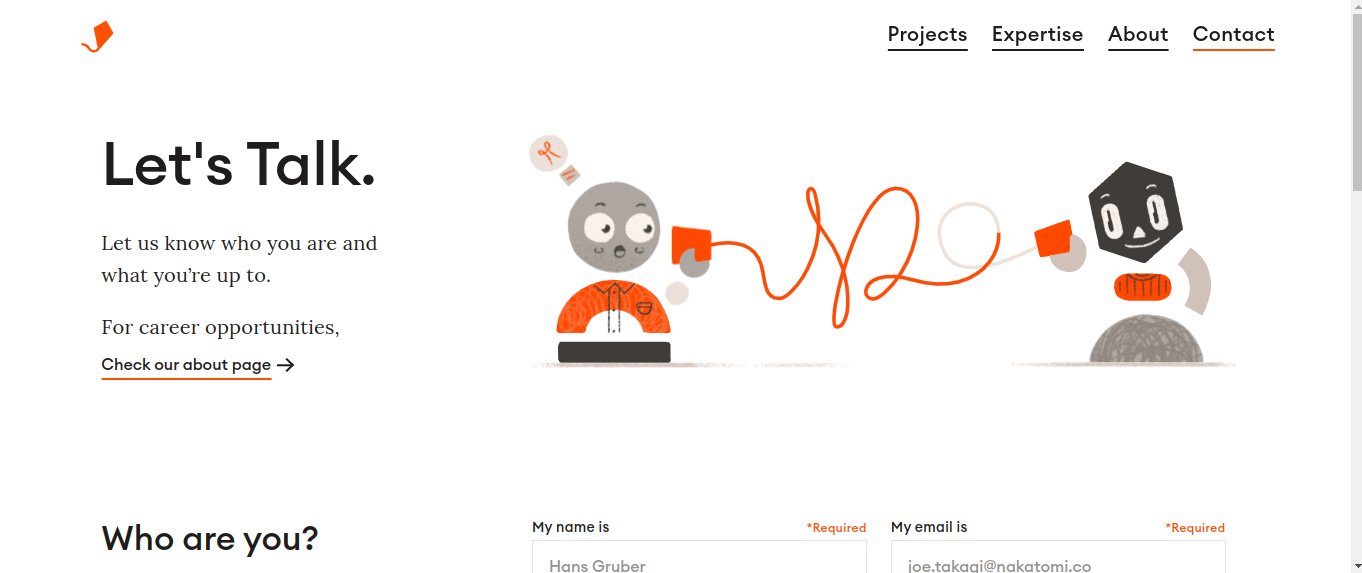 Projects Expertise About Contact
Let's Talk.
Let us know who you are and
what you’re up to.
For career opportunities,
Check our about page →
Who are you?
My name is *Required My email is *Required
Hans Gruber joe.takagi@nakatomi.co